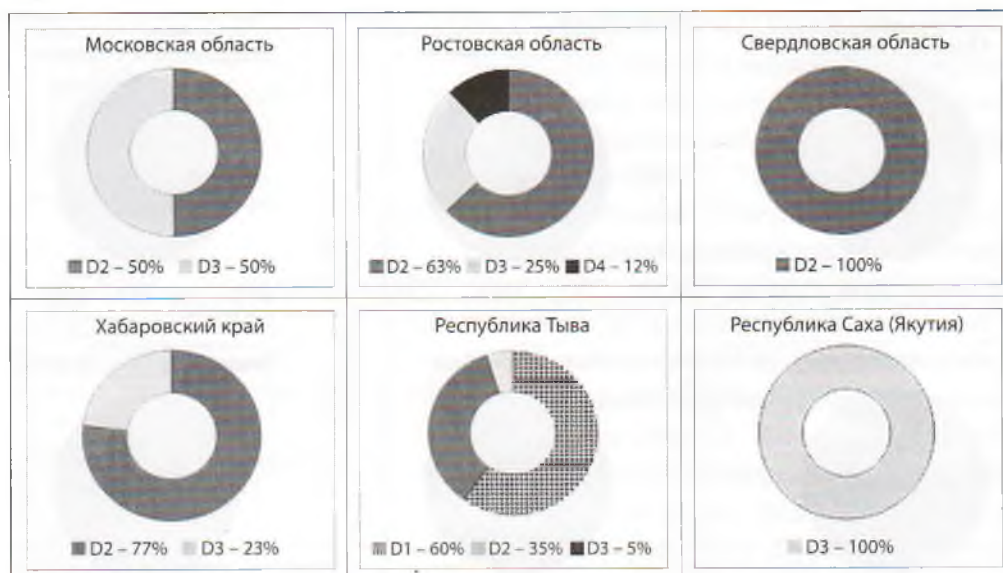 Московская область
D2 – 50% D3 – 50%
Ростовская область
D2 – 63% D3 – 25% D4 – 12%
Свердловская область
D2 – 100%
Хабаровский край
D2 – 77% D3 – 23%
Республика Тыва
D1 – 60% D2 – 35% D3 – 5%
Республика Саха (Якутия)
D3 – 100%